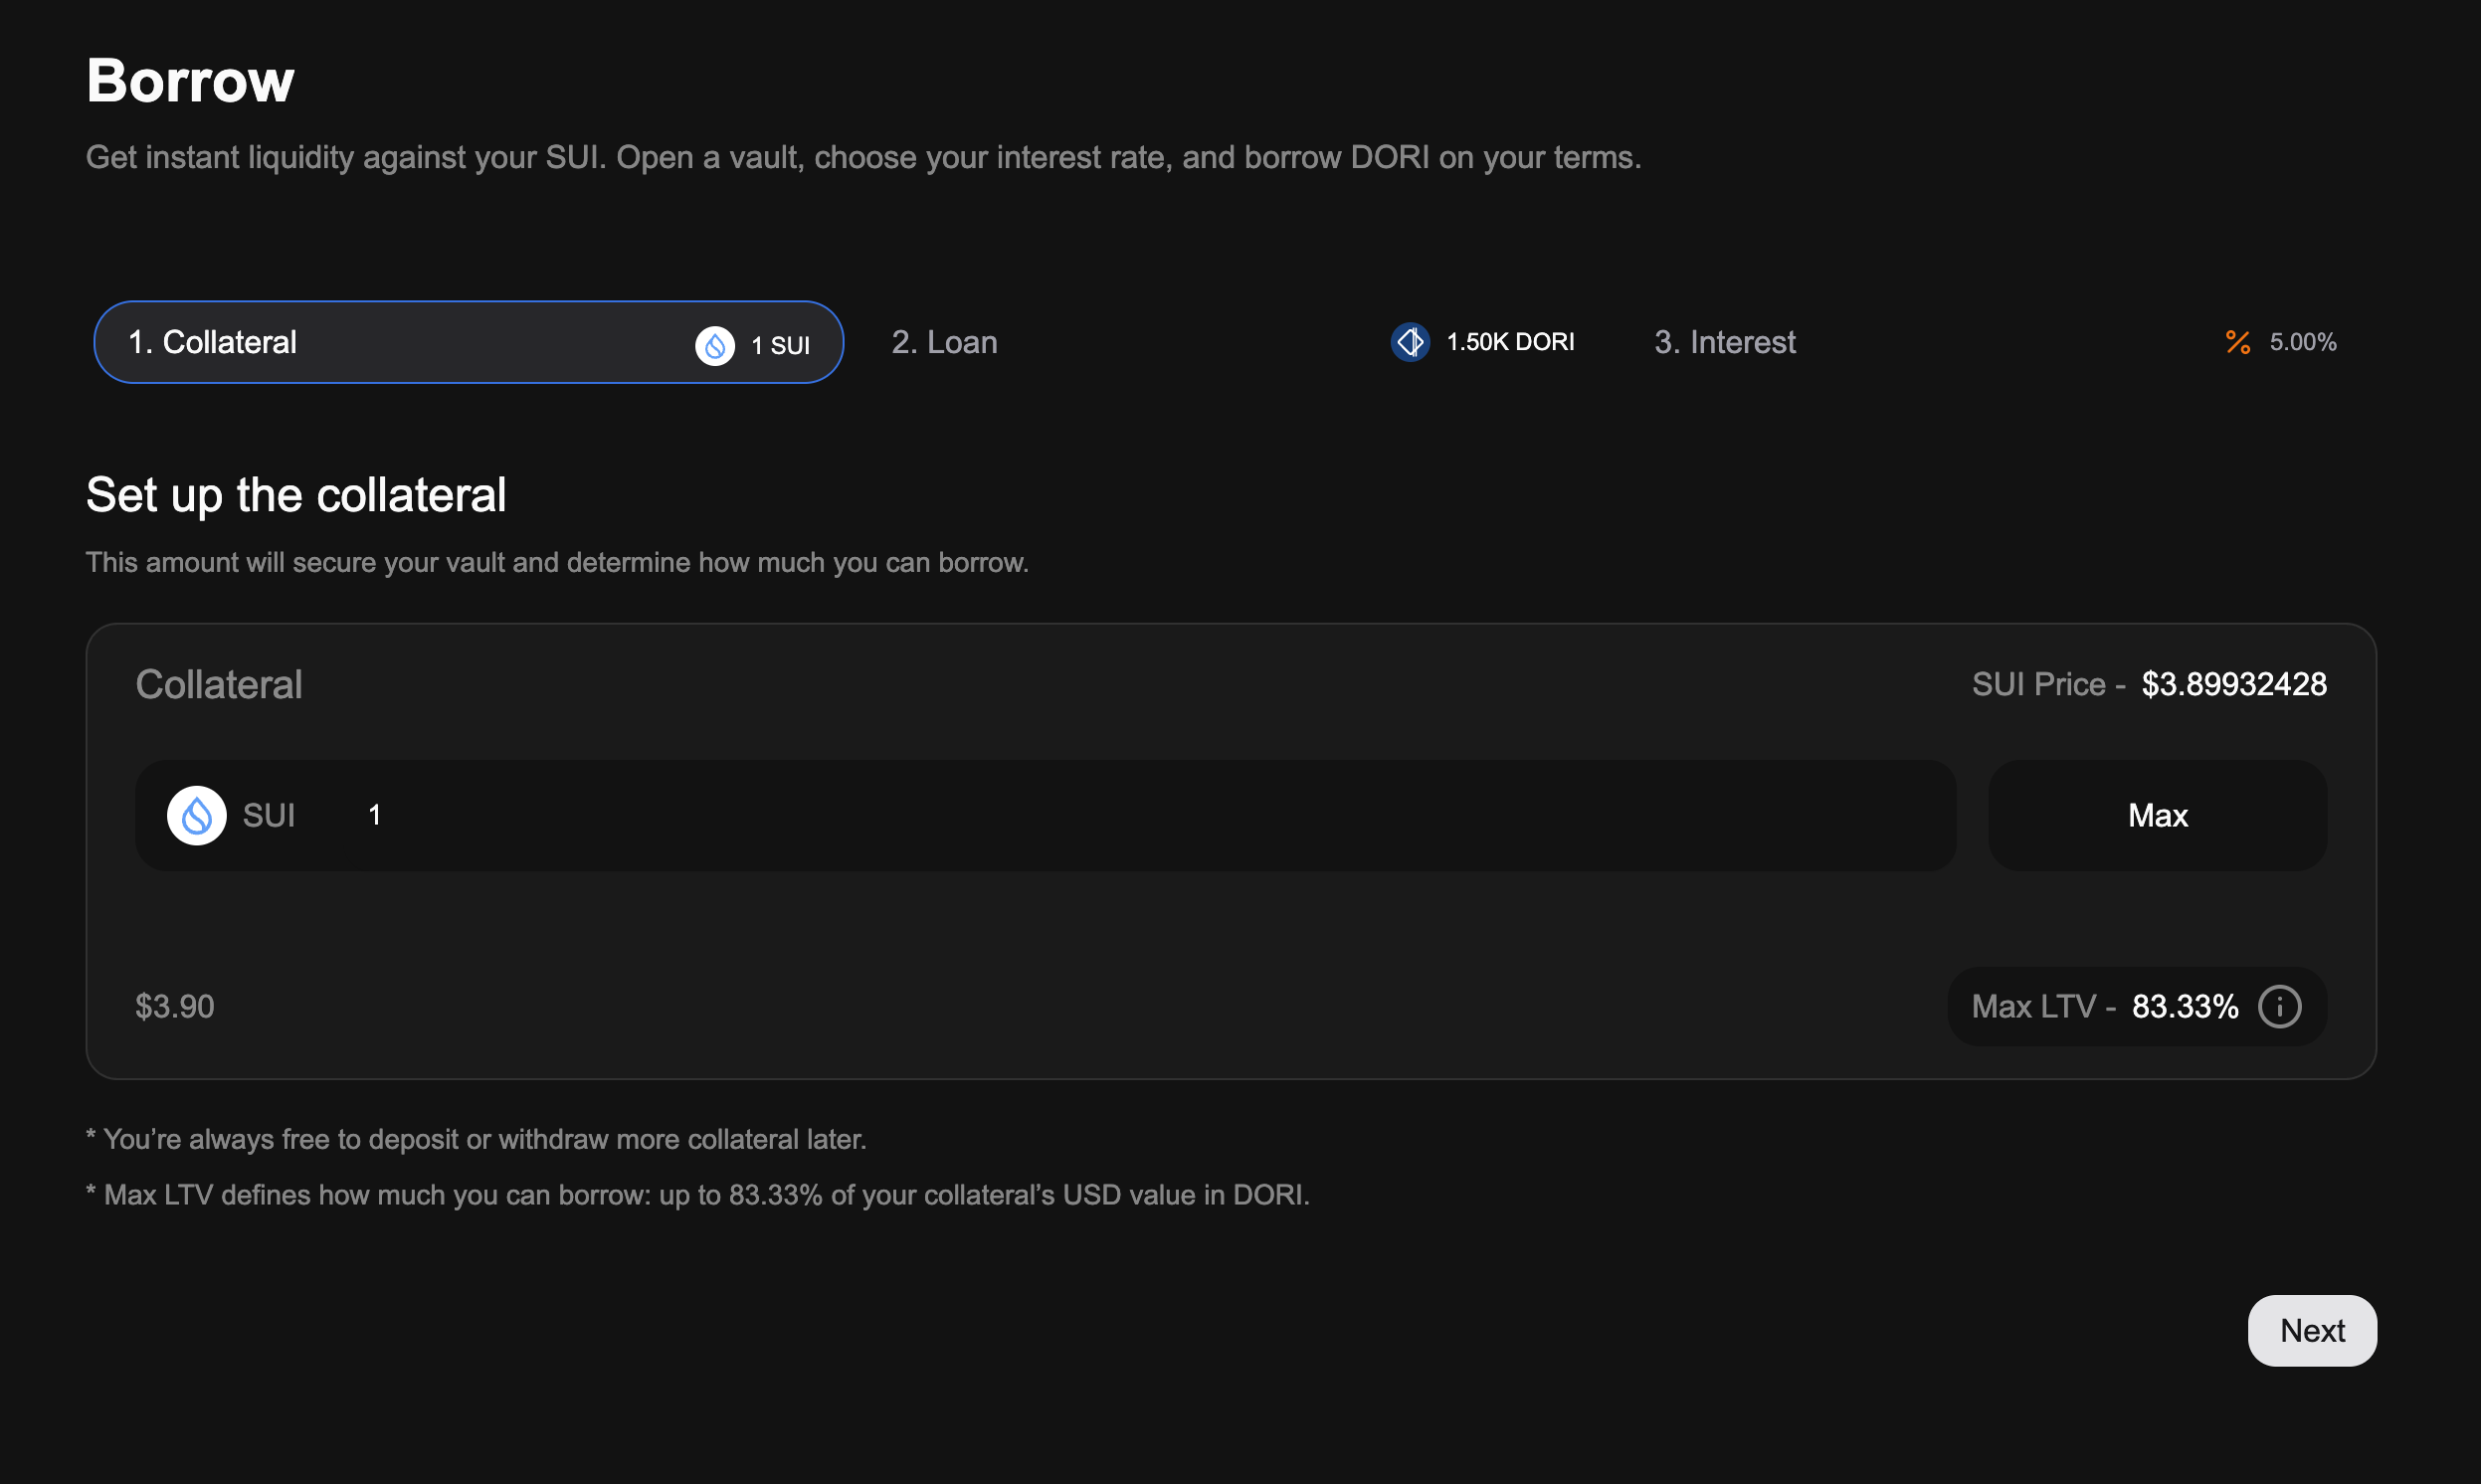 Borrow
Get instant liquidity against your SUI. Open a vault, choose your interest rate, and borrow DORI on your terms.
1. Collateral 1 SUI 2. Loan 1.50K DORI 3. Interest 5.00%
Set up the collateral
This amount will secure your vault and determine how much you can borrow.
Collateral SUI Price - $3.89932428
SUI 1 Max
$3.90 Max LTV - 83.33%
* You’re always free to deposit or withdraw more collateral later.
* Max LTV defines how much you can borrow: up to 83.33% of your collateral’s USD value in DORI.
Next